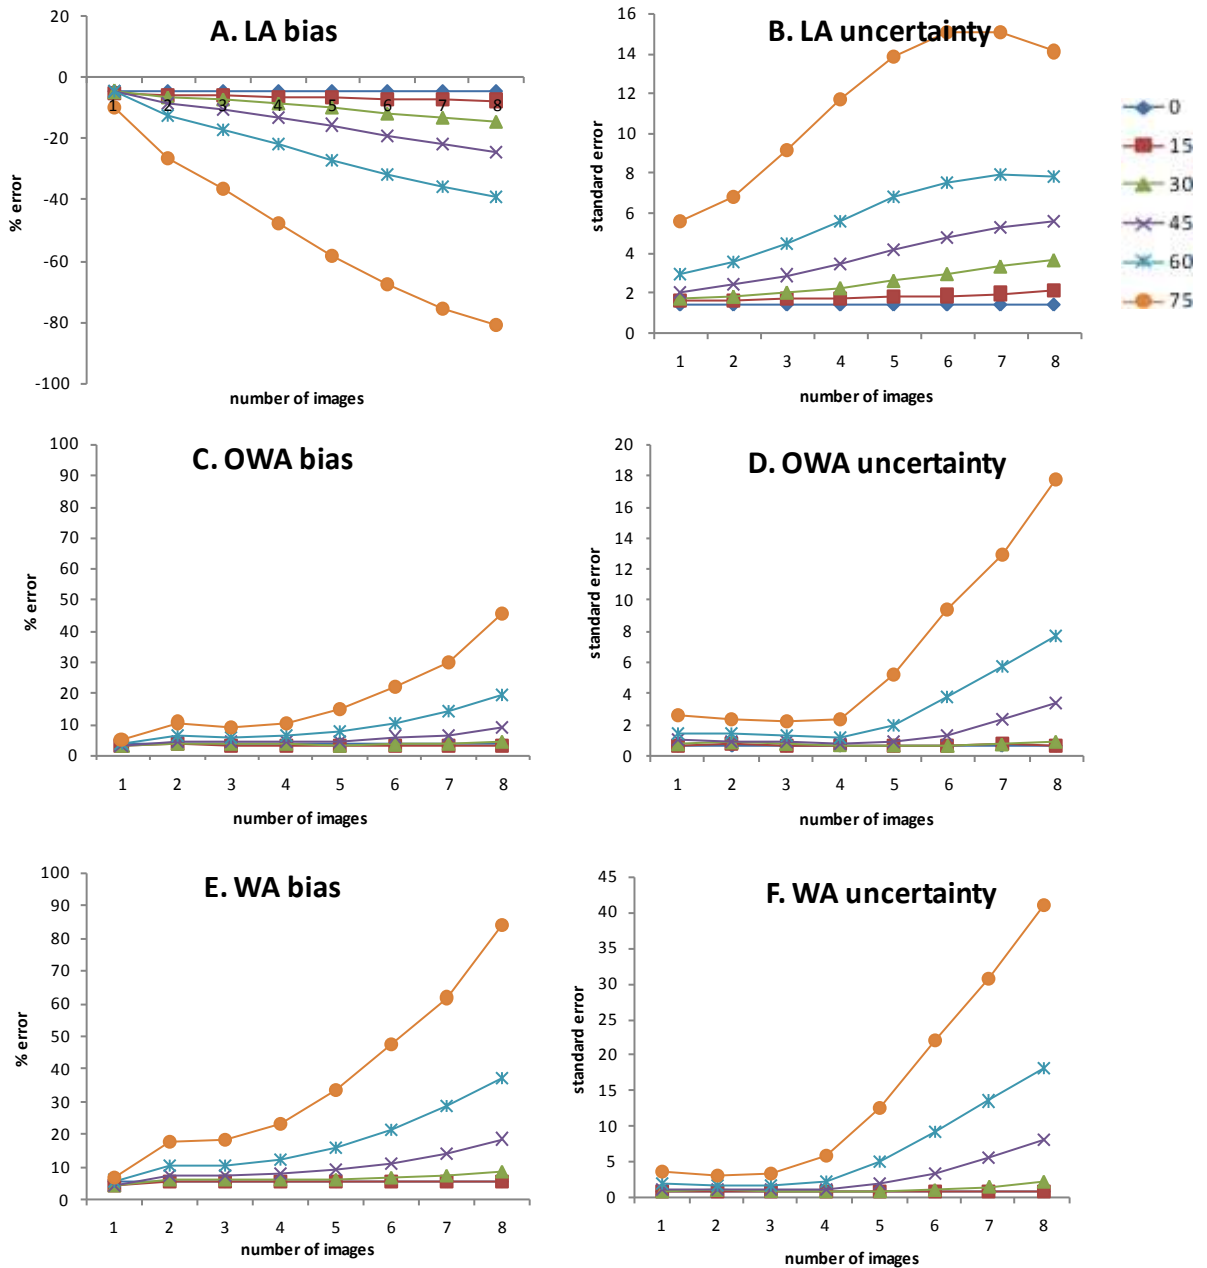 A. LA bias
20
0
-20
-40
-60
-80
-100
% error
1 2 3 4 5 6 7 8
number of images
B. LA uncertainty
16
14
12
10
8
6
4
2
0
standard error
1 2 3 4 5 6 7 8
number of images
0
15
30
45
60
75
C. OWA bias
100
90
80
70
60
50
40
30
20
10
0
% error
1 2 3 4 5 6 7 8
number of images
D. OWA uncertainty
20
18
16
14
12
10
8
6
4
2
0
standard error
1 2 3 4 5 6 7 8
number of images
E. WA bias
100
90
80
70
60
50
40
30
20
10
0
% error
1 2 3 4 5 6 7 8
number of images
F. WA uncertainty
45
40
35
30
25
20
15
10
5
0
standard error
1 2 3 4 5 6 7 8
number of images